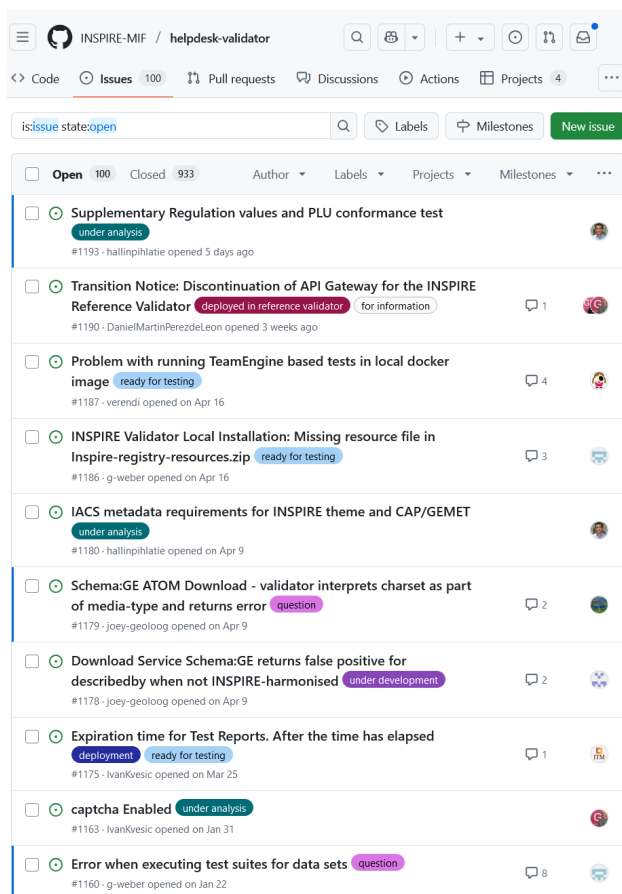 INSPIRE-MIF / helpdesk-validator
Code Issues 100 Pull requests Discussions Actions Projects 4
is:issue state:open Labels Milestones New issue
Open 100 Closed 933 Author Labels Projects Milestones
Supplementary Regulation values and PLU conformance test
under analysis
#1193 · hallinpihlatie opened 5 days ago
Transition Notice: Discontinuation of API Gateway for the INSPIRE
Reference Validator deployed in reference validator for information 1
#1190 · DanielMartinPerezdeLeon opened 3 weeks ago
Problem with running TeamEngine based tests in local docker
image ready for testing 4
#1187 · verendi opened on Apr 16
INSPIRE Validator Local Installation: Missing resource file in
Inspire-registry-resources.zip ready for testing 3
#1186 · g-weber opened on Apr 16
IACS metadata requirements for INSPIRE theme and CAP/GEMET
under analysis
#1180 · hallinpihlatie opened on Apr 9
Schema:GE ATOM Download - validator interprets charset as part
of media-type and returns error question 2
#1179 · joey-geoloog opened on Apr 9
Download Service Schema:GE returns false positive for
describedby when not INSPIRE-harmonised under development 2
#1178 · joey-geoloog opened on Apr 9
Expiration time for Test Reports. After the time has elapsed
deployment ready for testing 1
#1175 · IvanKvesic opened on Mar 25
captcha Enabled under analysis
#1163 · IvanKvesic opened on Jan 31
Error when executing test suites for data sets question 8
#1160 · g-weber opened on Jan 22